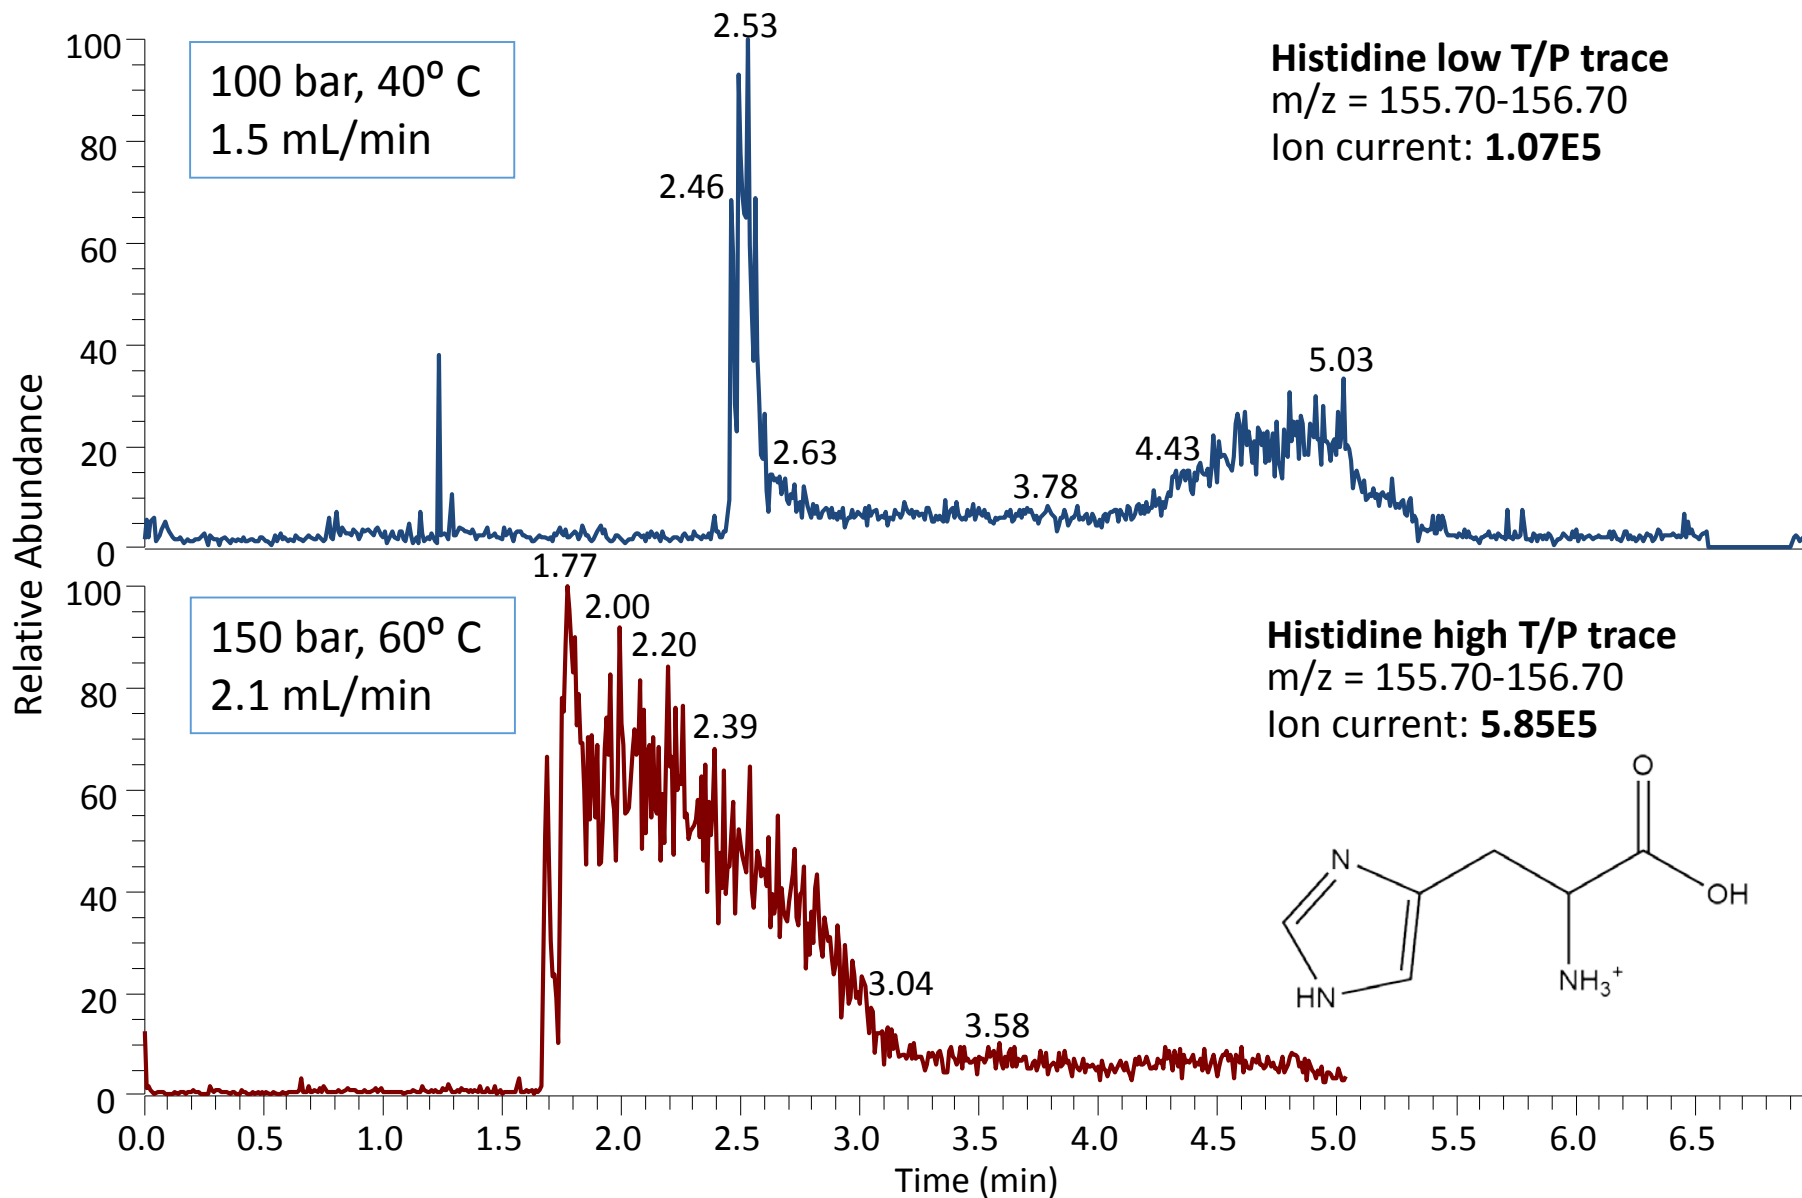 100 bar, 40⁰ C
1.5 mL/min
Histidine low T/P trace
m/z = 155.70-156.70
Ion current: 1.07E5
100
80
60
40
20
0
2.46
2.53
2.63
3.78
4.43
5.03
Relative Abundance
150 bar, 60⁰ C
2.1 mL/min
Histidine high T/P trace
m/z = 155.70-156.70
Ion current: 5.85E5
100
80
60
40
20
0
1.77
2.00
2.20
2.39
3.04
3.58
O
N
OH
HN
NH₃⁺
0.0 0.5 1.0 1.5 2.0 2.5 3.0 3.5 4.0 4.5 5.0 5.5 6.0 6.5
Time (min)